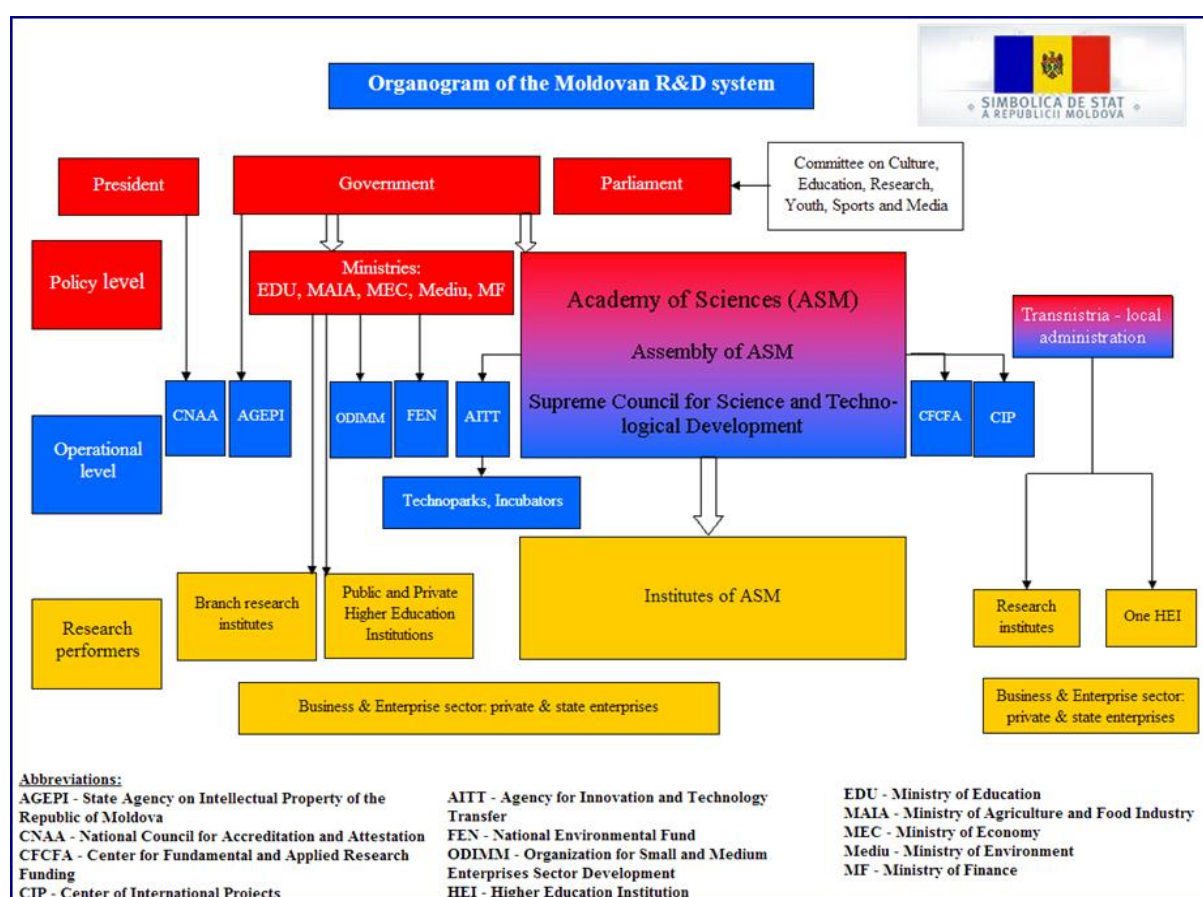 Organogram of the Moldovan R&D system
SIMBOLICA DE STAT
A REPUBLICII MOLDOVA
President
Government
Parliament
Committee on Culture,
Education, Research,
Youth, Sports and Media
Policy level
Ministries:
EDU, MAIA, MEC, Mediu, MF
Academy of Sciences (ASM)
Assembly of ASM
Supreme Council for Science and Techno-
logical Development
Transnistria - local
administration
Operational
level
CNAA
AGEPI
ODIMM
FEN
AITT
CFCFA
CIP
Technoparks, Incubators
Research
performers
Branch research
institutes
Public and Private
Higher Education
Institutions
Institutes of ASM
Research
institutes
One HEI
Business & Enterprise sector: private & state enterprises
Business & Enterprise sector:
private & state enterprises
Abbreviations:
AGEPI - State Agency on Intellectual Property of the
Republic of Moldova
CNAA - National Council for Accreditation and Attestation
CFCFA - Center for Fundamental and Applied Research
Funding
CIP - Center of International Projects
AITT - Agency for Innovation and Technology
Transfer
FEN - National Environmental Fund
ODIMM - Organization for Small and Medium
Enterprises Sector Development
HEI - Higher Education Institution
EDU - Ministry of Education
MAIA - Ministry of Agriculture and Food Industry
MEC - Ministry of Economy
Mediu - Ministry of Environment
MF - Ministry of Finance